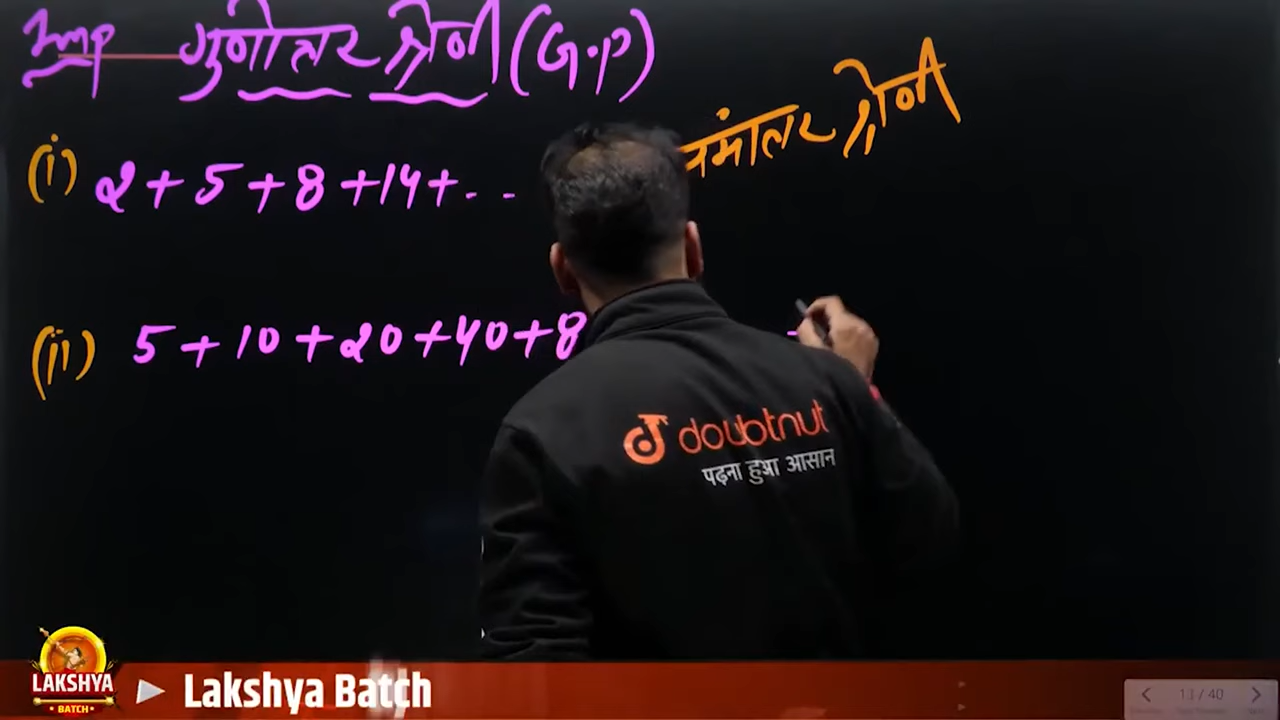 Imp गुणोत्तर श्रेणी (G.P)
समान्तर श्रेणी
(i) 2 + 5 + 8 + 14 + . . .
(ii) 5 + 10 + 20 + 40 + 8
doubtnut
पढ़ना हुआ आसान
LAKSHYA
BATCH
Lakshya Batch
13 / 40